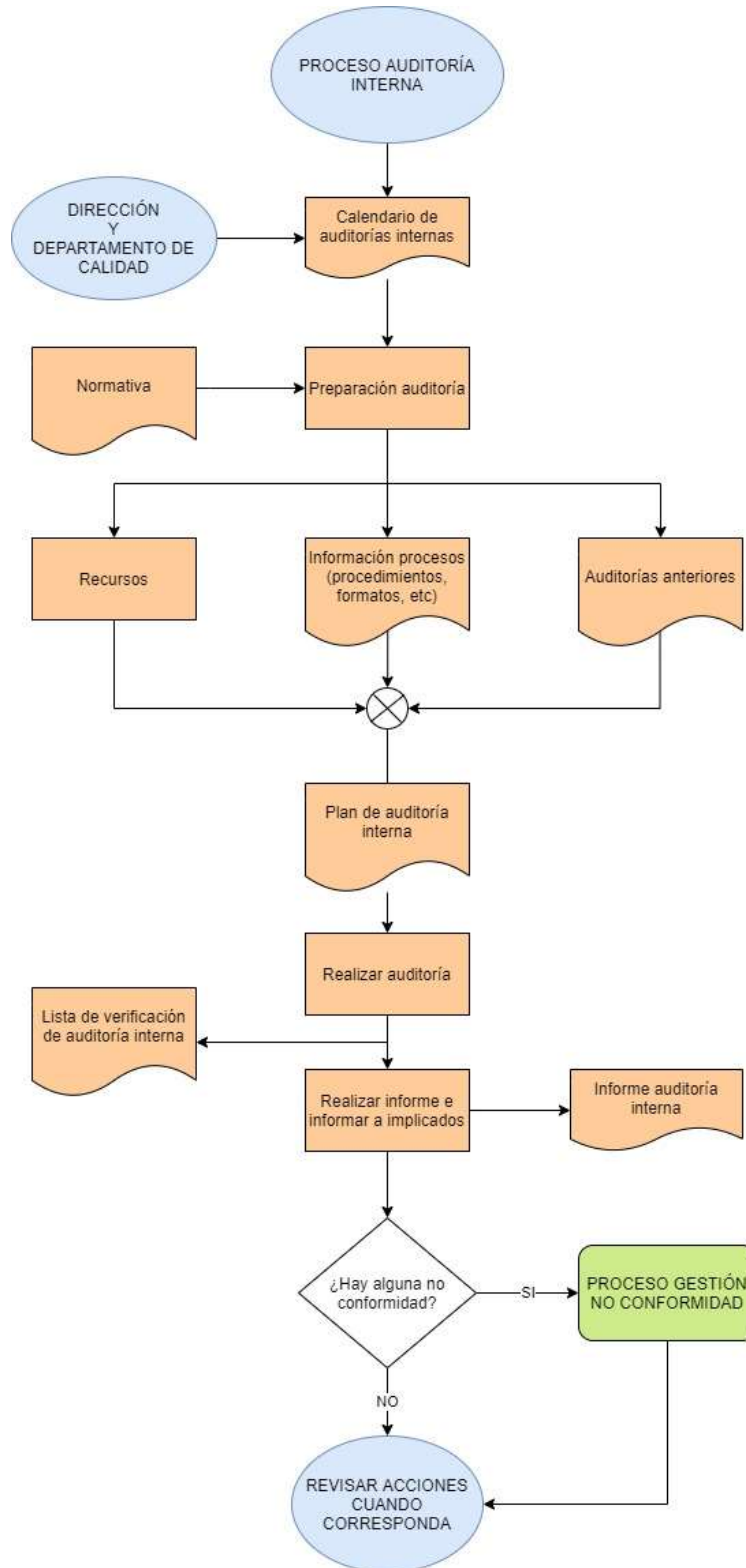 PROCESO AUDITORÍA
INTERNA
DIRECCIÓN
Y
DEPARTAMENTO DE
CALIDAD
Calendario de
auditorías internas
Normativa
Preparación auditoría
Recursos
Información procesos
(procedimientos,
formatos, etc)
Auditorías anteriores
Plan de auditoría
interna
Realizar auditoría
Lista de verificación
de auditoría interna
Realizar informe e
informar a implicados
Informe auditoría
interna
¿Hay alguna no
conformidad?
SI
PROCESO GESTIÓN
NO CONFORMIDAD
NO
REVISAR ACCIONES
CUANDO
CORRESPONDA